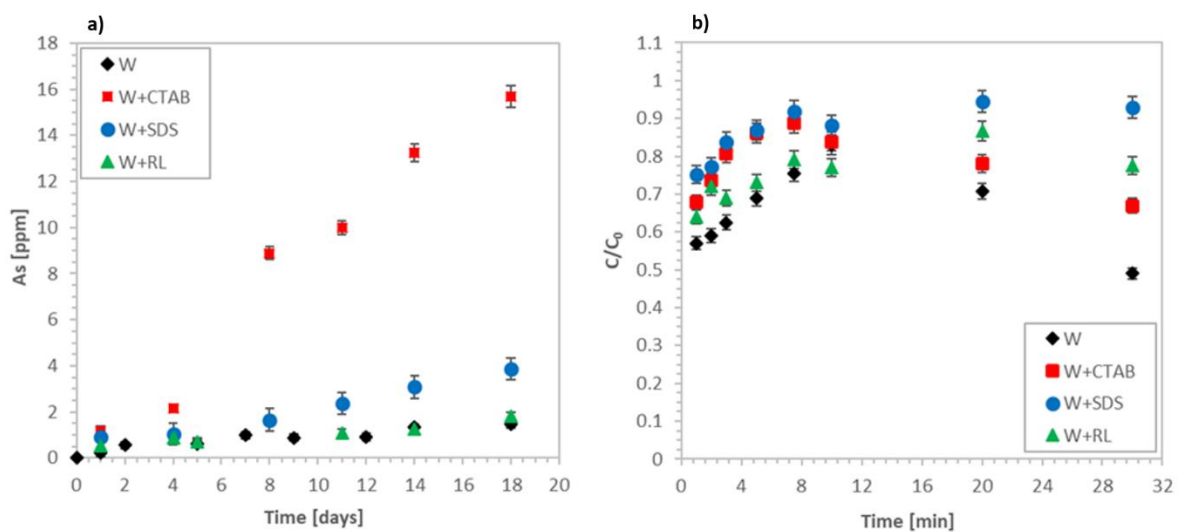 a)
18
16
14
12
10
8
6
4
2
0
As [ppm]
W
W+CTAB
W+SDS
W+RL
0 2 4 6 8 10 12 14 16 18 20
Time [days]
b)
1.1
1
0.9
0.8
0.7
0.6
0.5
0.4
0.3
0.2
0.1
0
C/C₀
W
W+CTAB
W+SDS
W+RL
0 4 8 12 16 20 24 28 32
Time [min]